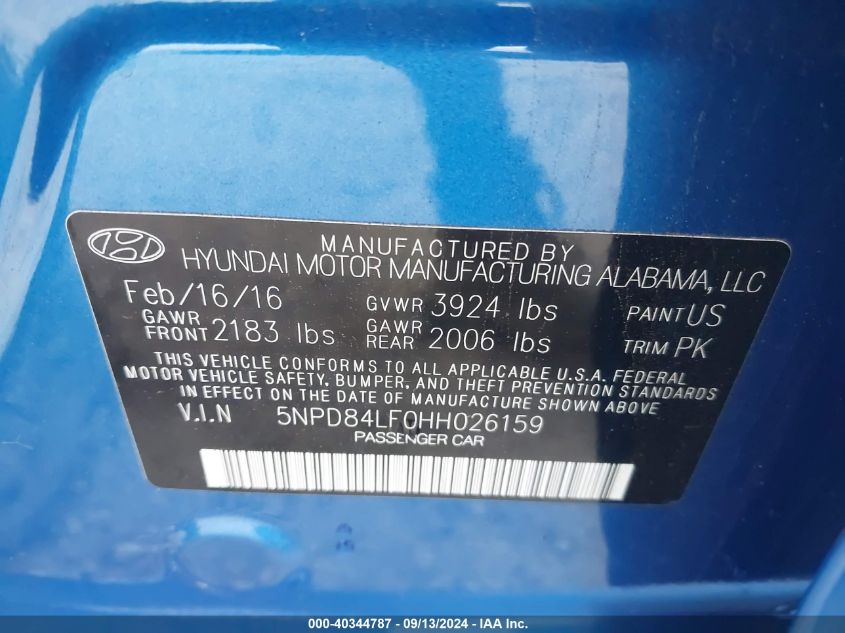 MANUFACTURED BY
HYUNDAI MOTOR MANUFACTURING ALABAMA, LLC
Feb/16/16 GVWR 3924 lbs PAINT US
GAWR FRONT 2183 lbs GAWR REAR 2006 lbs TRIM PK
THIS VEHICLE CONFORMS TO ALL APPLICABLE U.S.A. FEDERAL
MOTOR VEHICLE SAFETY, BUMPER, AND THEFT PREVENTION STANDARDS
IN EFFECT ON THE DATE OF MANUFACTURE SHOWN ABOVE.
V.I.N 5NPD84LF0HH026159
PASSENGER CAR
000-40344787 - 09/13/2024 - IAA Inc.